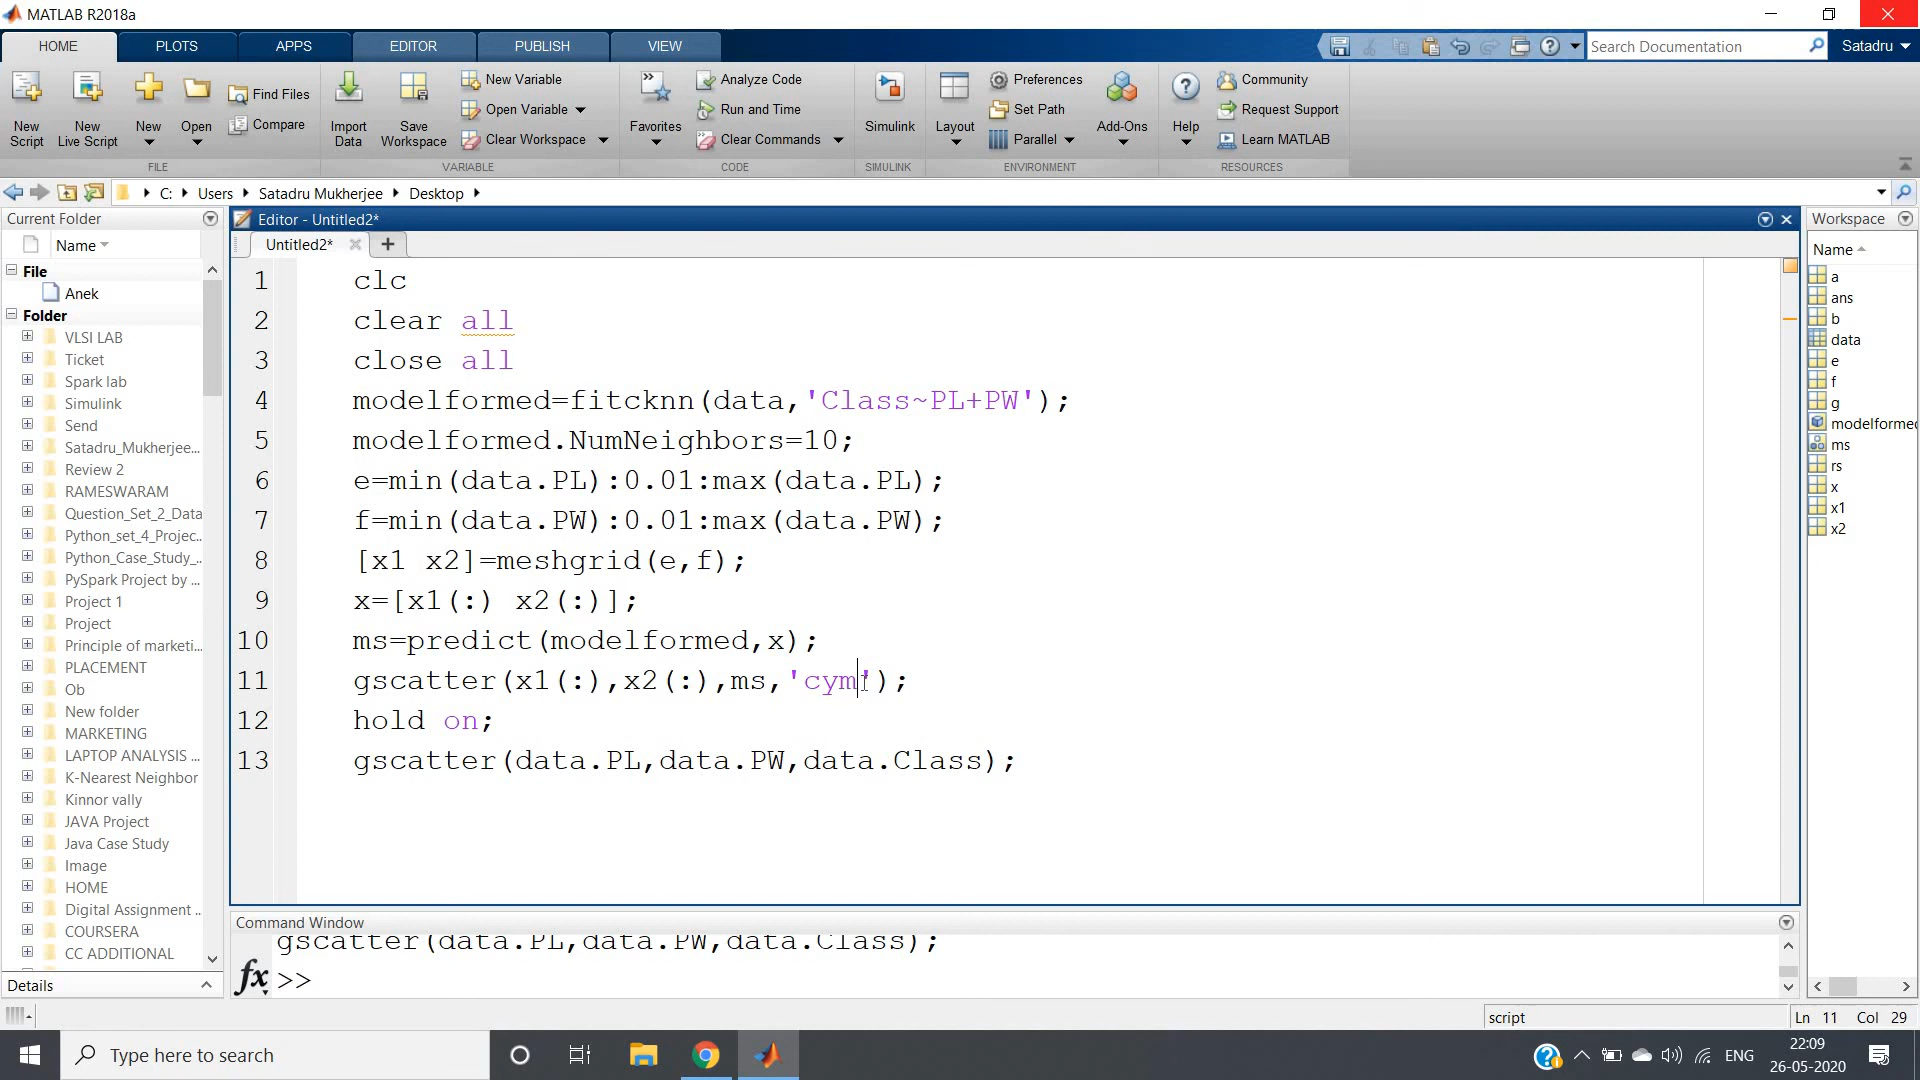 MATLAB R2018a
HOME PLOTS APPS EDITOR PUBLISH VIEW
Search Documentation
Satadru
New Script
New Live Script
New
Open
Find Files
Compare
FILE
Import Data
Save Workspace
New Variable
Open Variable
Clear Workspace
VARIABLE
Favorites
Analyze Code
Run and Time
Clear Commands
CODE
Simulink
SIMULINK
Layout
Preferences
Set Path
Parallel
Add-Ons
ENVIRONMENT
Help
Community
Request Support
Learn MATLAB
RESOURCES
C: Users Satadru Mukherjee Desktop
Current Folder
Name
File
Anek
Folder
VLSI LAB
Ticket
Spark lab
Simulink
Send
Satadru_Mukherjee...
Review 2
RAMESWARAM
Question_Set_2_Data
Python_set_4_Projec...
Python_Case_Study_...
PySpark Project by ...
Project 1
Project
Principle of marketi...
PLACEMENT
Ob
New folder
MARKETING
LAPTOP ANALYSIS ...
K-Nearest Neighbor
Kinnor vally
JAVA Project
Java Case Study
Image
HOME
Digital Assignment ..
COURSERA
CC ADDITIONAL
Details
Editor - Untitled2*
Untitled2*
1 clc
2 clear all
3 close all
4 modelformed=fitcknn(data,'Class~PL+PW');
5 modelformed.NumNeighbors=10;
6 e=min(data.PL):0.01:max(data.PL);
7 f=min(data.PW):0.01:max(data.PW);
8 [x1 x2]=meshgrid(e,f);
9 x=[x1(:) x2(:)];
10 ms=predict(modelformed,x);
11 gscatter(x1(:),x2(:),ms,'cym');
12 hold on;
13 gscatter(data.PL,data.PW,data.Class);
Command Window
gscatter(data.PL,data.PW,data.Class);
fx >>
Workspace
Name
a
ans
b
data
e
f
g
modelformed
ms
rs
x
x1
x2
script
Ln 11 Col 29
Type here to search
ENG
22:09
26-05-2020